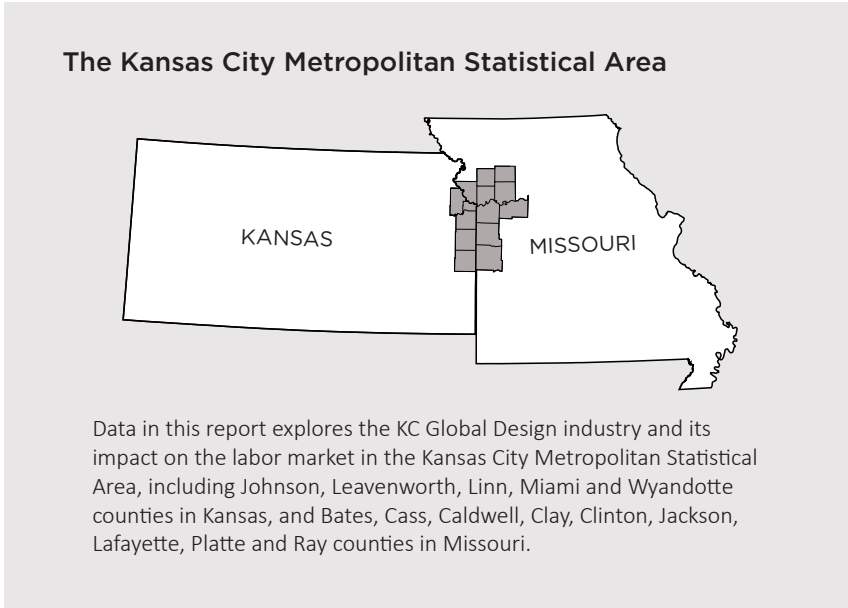 The Kansas City Metropolitan Statistical Area
KANSAS
MISSOURI
Data in this report explores the KC Global Design industry and its
impact on the labor market in the Kansas City Metropolitan Statistical
Area, including Johnson, Leavenworth, Linn, Miami and Wyandotte
counties in Kansas, and Bates, Cass, Caldwell, Clay, Clinton, Jackson,
Lafayette, Platte and Ray counties in Missouri.